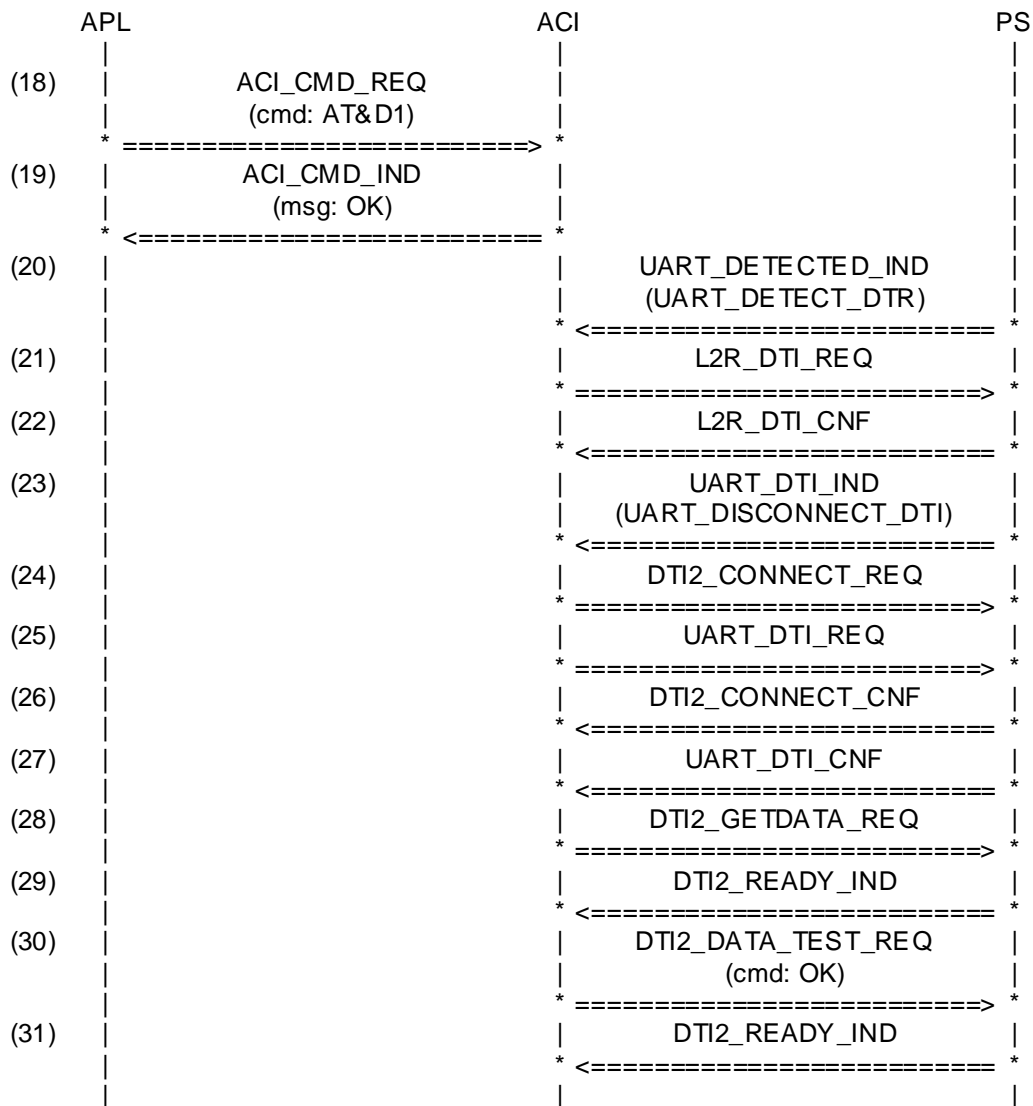 APL ACI PS
(18) ACI_CMD_REQ
(cmd: AT&D1)
* ==========================> *
(19) ACI_CMD_IND
(msg: OK)
* <========================== *
(20) UART_DETECTED_IND
(UART_DETECT_DTR)
* <========================== *
(21) L2R_DTI_REQ
* ==========================> *
(22) L2R_DTI_CNF
* <========================== *
(23) UART_DTI_IND
(UART_DISCONNECT_DTI)
* <========================== *
(24) DTI2_CONNECT_REQ
* ==========================> *
(25) UART_DTI_REQ
* ==========================> *
(26) DTI2_CONNECT_CNF
* <========================== *
(27) UART_DTI_CNF
* <========================== *
(28) DTI2_GETDATA_REQ
* ==========================> *
(29) DTI2_READY_IND
* <========================== *
(30) DTI2_DATA_TEST_REQ
(cmd: OK)
* ==========================> *
(31) DTI2_READY_IND
* <========================== *